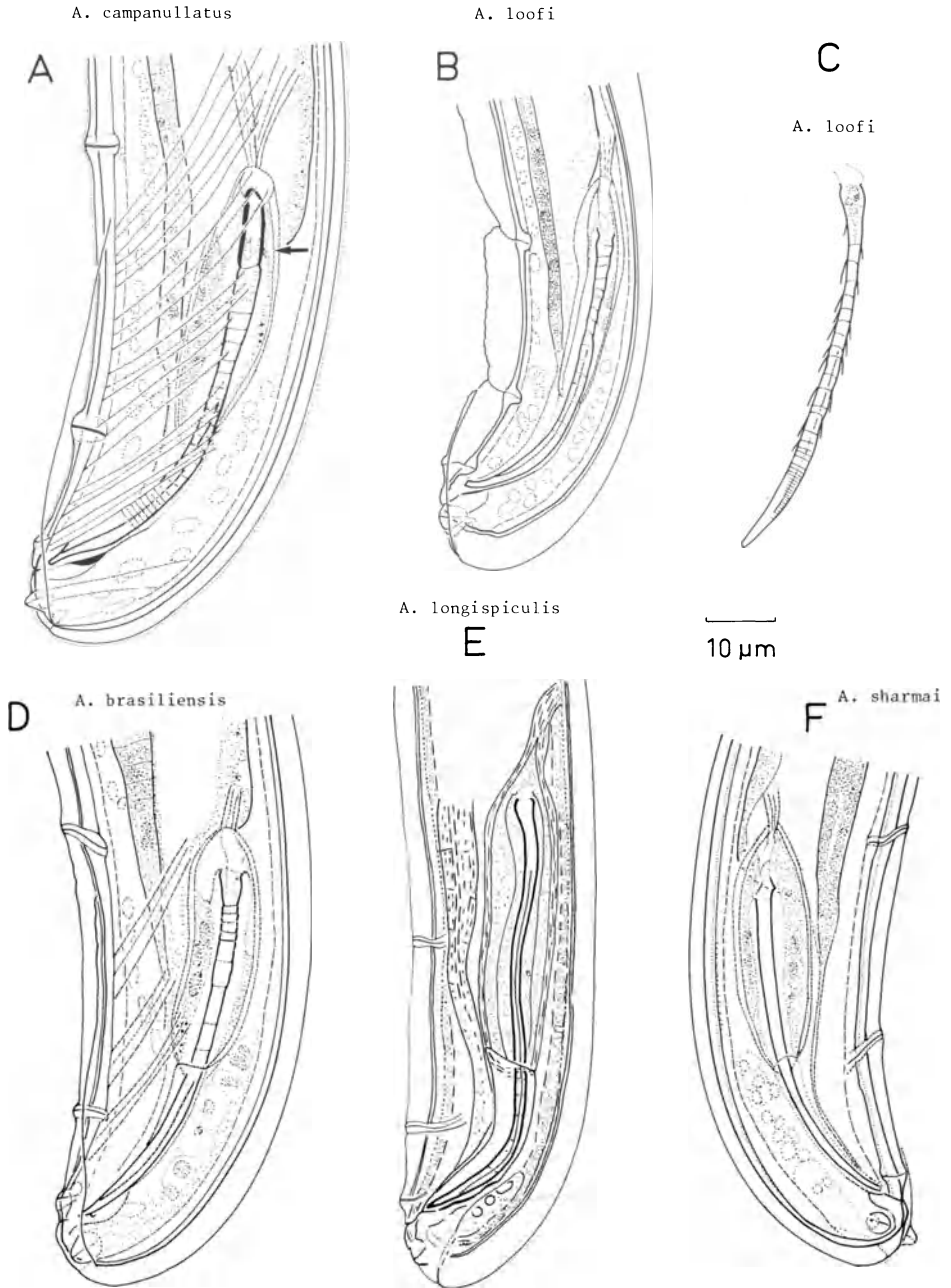 A. campanullatus
A. loofi
A
B
C
A. loofi
A. longispiculis
E
10 µm
D
A. brasiliensis
F
A. sharmai